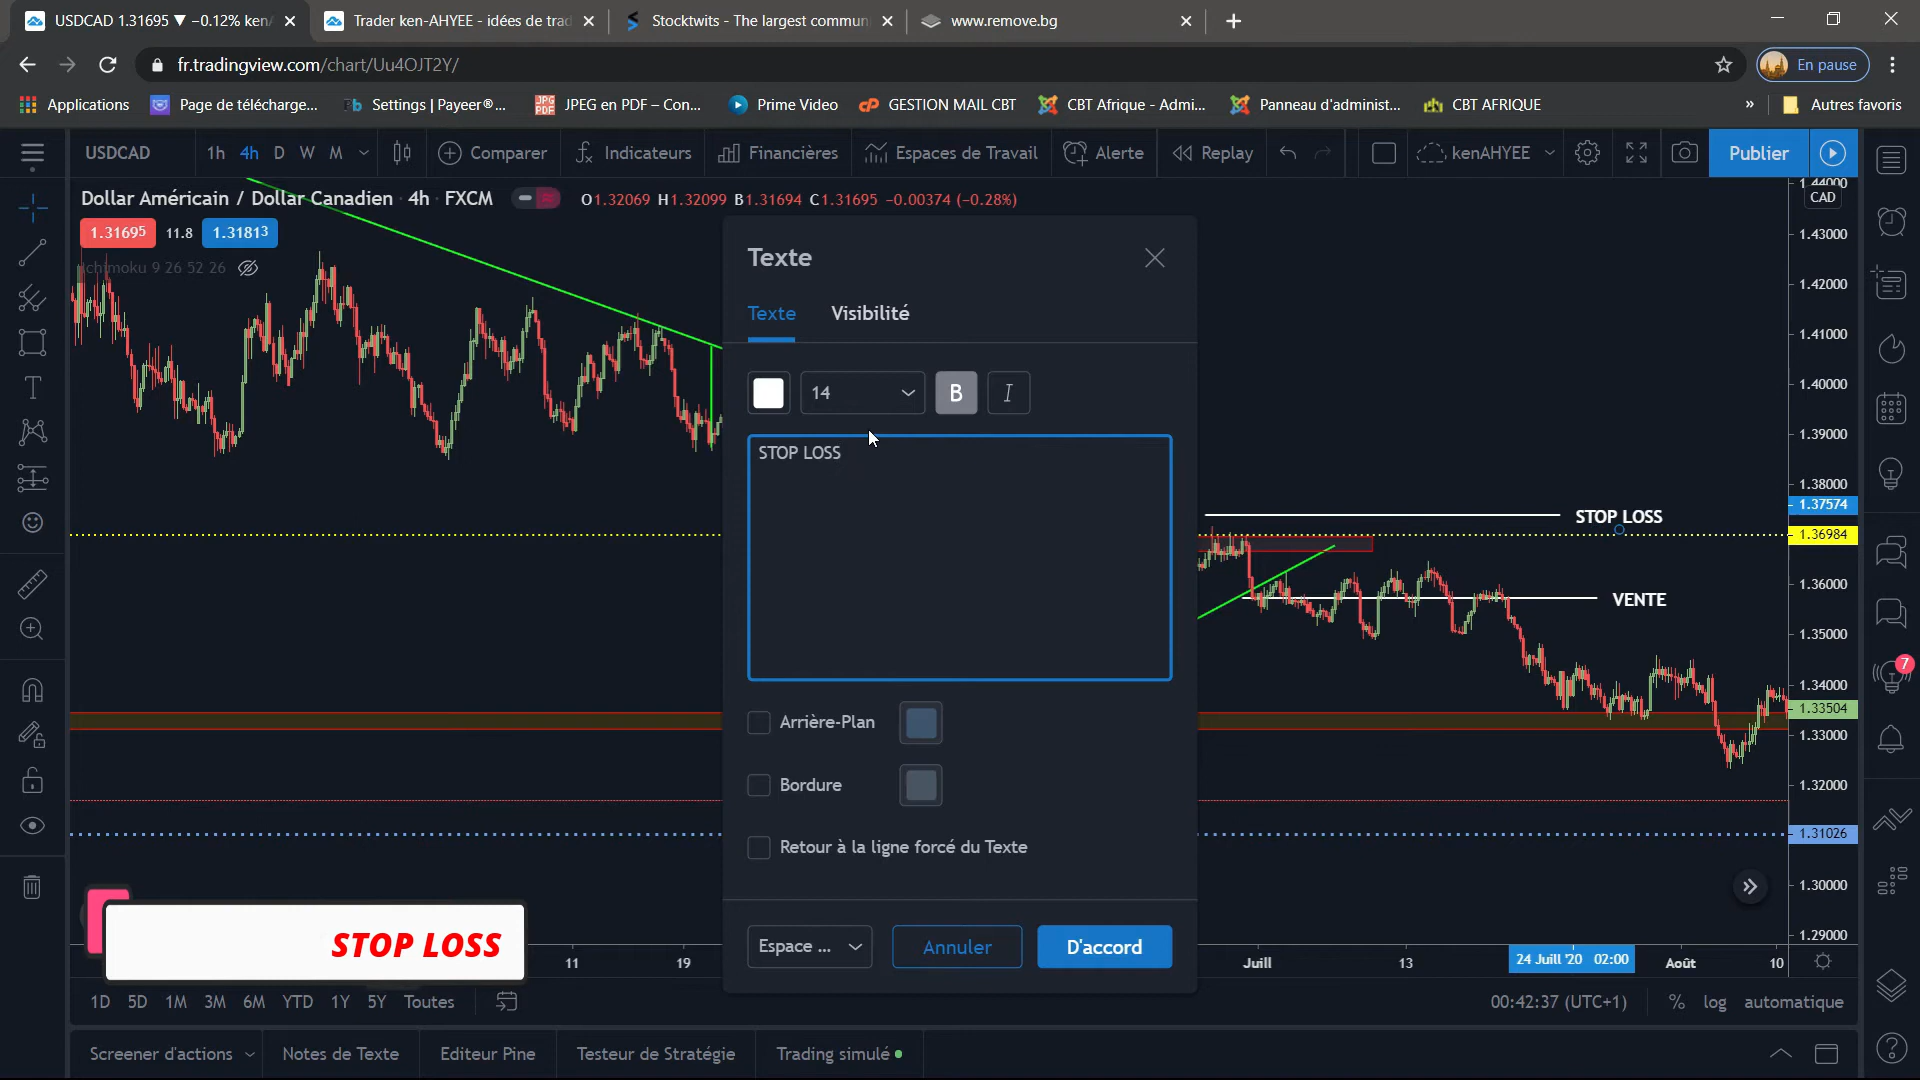 USDCAD 1.31695 ▼ −0.12% ken
Trader ken-AHYEE - idées de trad
Stocktwits - The largest commun
www.remove.bg
fr.tradingview.com/chart/Uu4OJT2Y/
En pause
Applications
Page de télécharge...
Settings | Payeer®...
JPEG en PDF – Con...
Prime Video
GESTION MAIL CBT
CBT Afrique - Admi...
Panneau d'administ...
CBT AFRIQUE
»
Autres favoris
USDCAD
1h 4h D W M
Comparer
Indicateurs
Financières
Espaces de Travail
Alerte
Replay
kenAHYEE
Publier
Dollar Américain / Dollar Canadien · 4h · FXCM
O1.32069 H1.32099 B1.31694 C1.31695 −0.00374 (−0.28%)
1.31695 11.8 1.31813
Ichimoku 9 26 52 26
1.44000
CAD
1.43000
1.42000
1.41000
1.40000
1.39000
1.38000
1.37574
1.36984
1.36000
1.35000
1.34000
1.33504
1.33000
1.32000
1.31026
1.30000
1.29000
Texte
Texte Visibilité
14 B I
STOP LOSS
Arrière-Plan
Bordure
Retour à la ligne forcé du Texte
Espace ...
Annuler
D'accord
STOP LOSS
VENTE
7
STOP LOSS
11 19 Juill 13 24 Juill '20 02:00 Août 10
1D 5D 1M 3M 6M YTD 1Y 5Y Toutes
00:42:37 (UTC+1) % log automatique
Screener d'actions
Notes de Texte
Editeur Pine
Testeur de Stratégie
Trading simulé